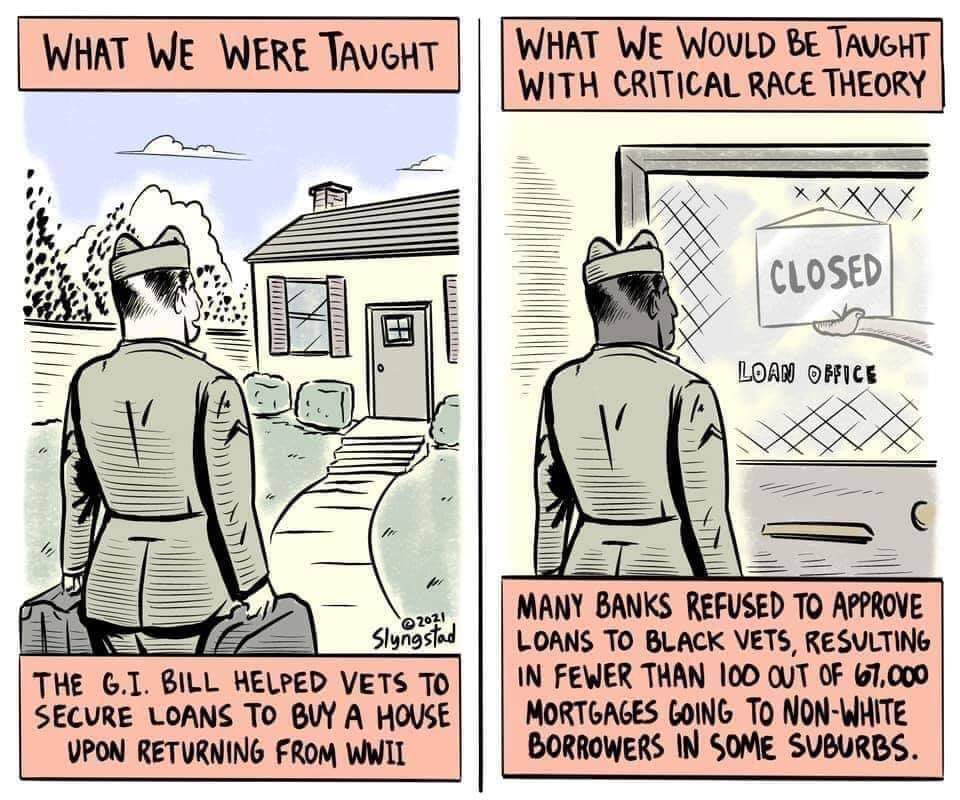 WHAT WE WERE TAUGHT
© 2021
Slyngstad
THE G.I. BILL HELPED VETS TO
SECURE LOANS TO BUY A HOUSE
UPON RETURNING FROM WWII
WHAT WE WOULD BE TAUGHT
WITH CRITICAL RACE THEORY
CLOSED
LOAN OFFICE
MANY BANKS REFUSED TO APPROVE
LOANS TO BLACK VETS, RESULTING
IN FEWER THAN 100 OUT OF 67,000
MORTGAGES GOING TO NON-WHITE
BORROWERS IN SOME SUBURBS.